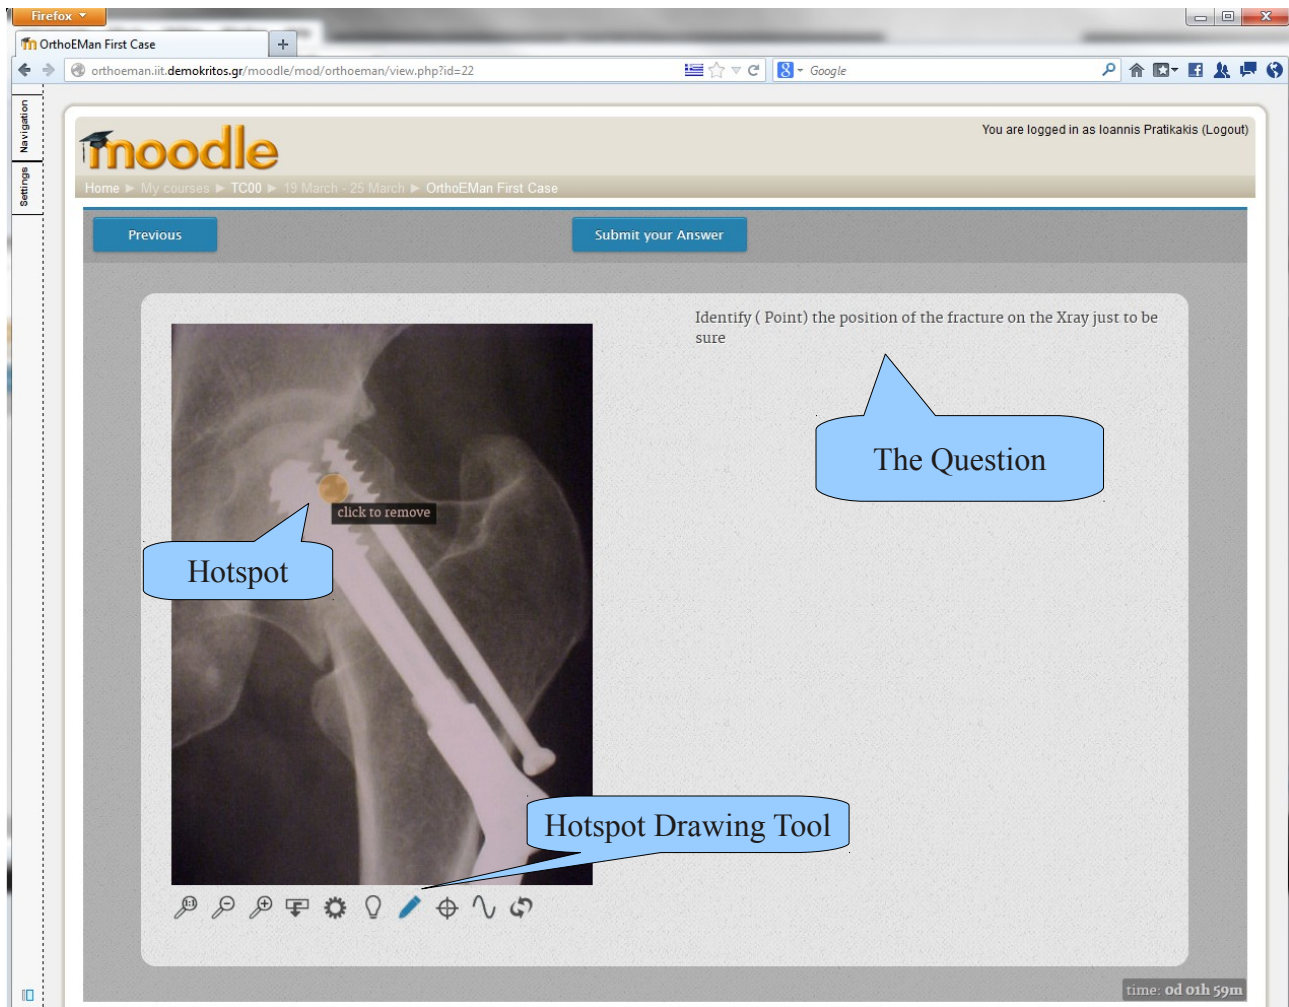 Firefox
OrthoEMan First Case
orthoeman.iit.demokritos.gr/moodle/mod/orthoeman/view.php?id=22
Google
Navigation
Settings
moodle
You are logged in as Ioannis Pratikakis (Logout)
Home ► My courses ► TC00 ► 19 March - 25 March ► OrthoEMan First Case
Previous
Submit your Answer
Identify ( Point) the position of the fracture on the Xray just to be
sure
The Question
click to remove
Hotspot
Hotspot Drawing Tool
time: 0d 01h 59m